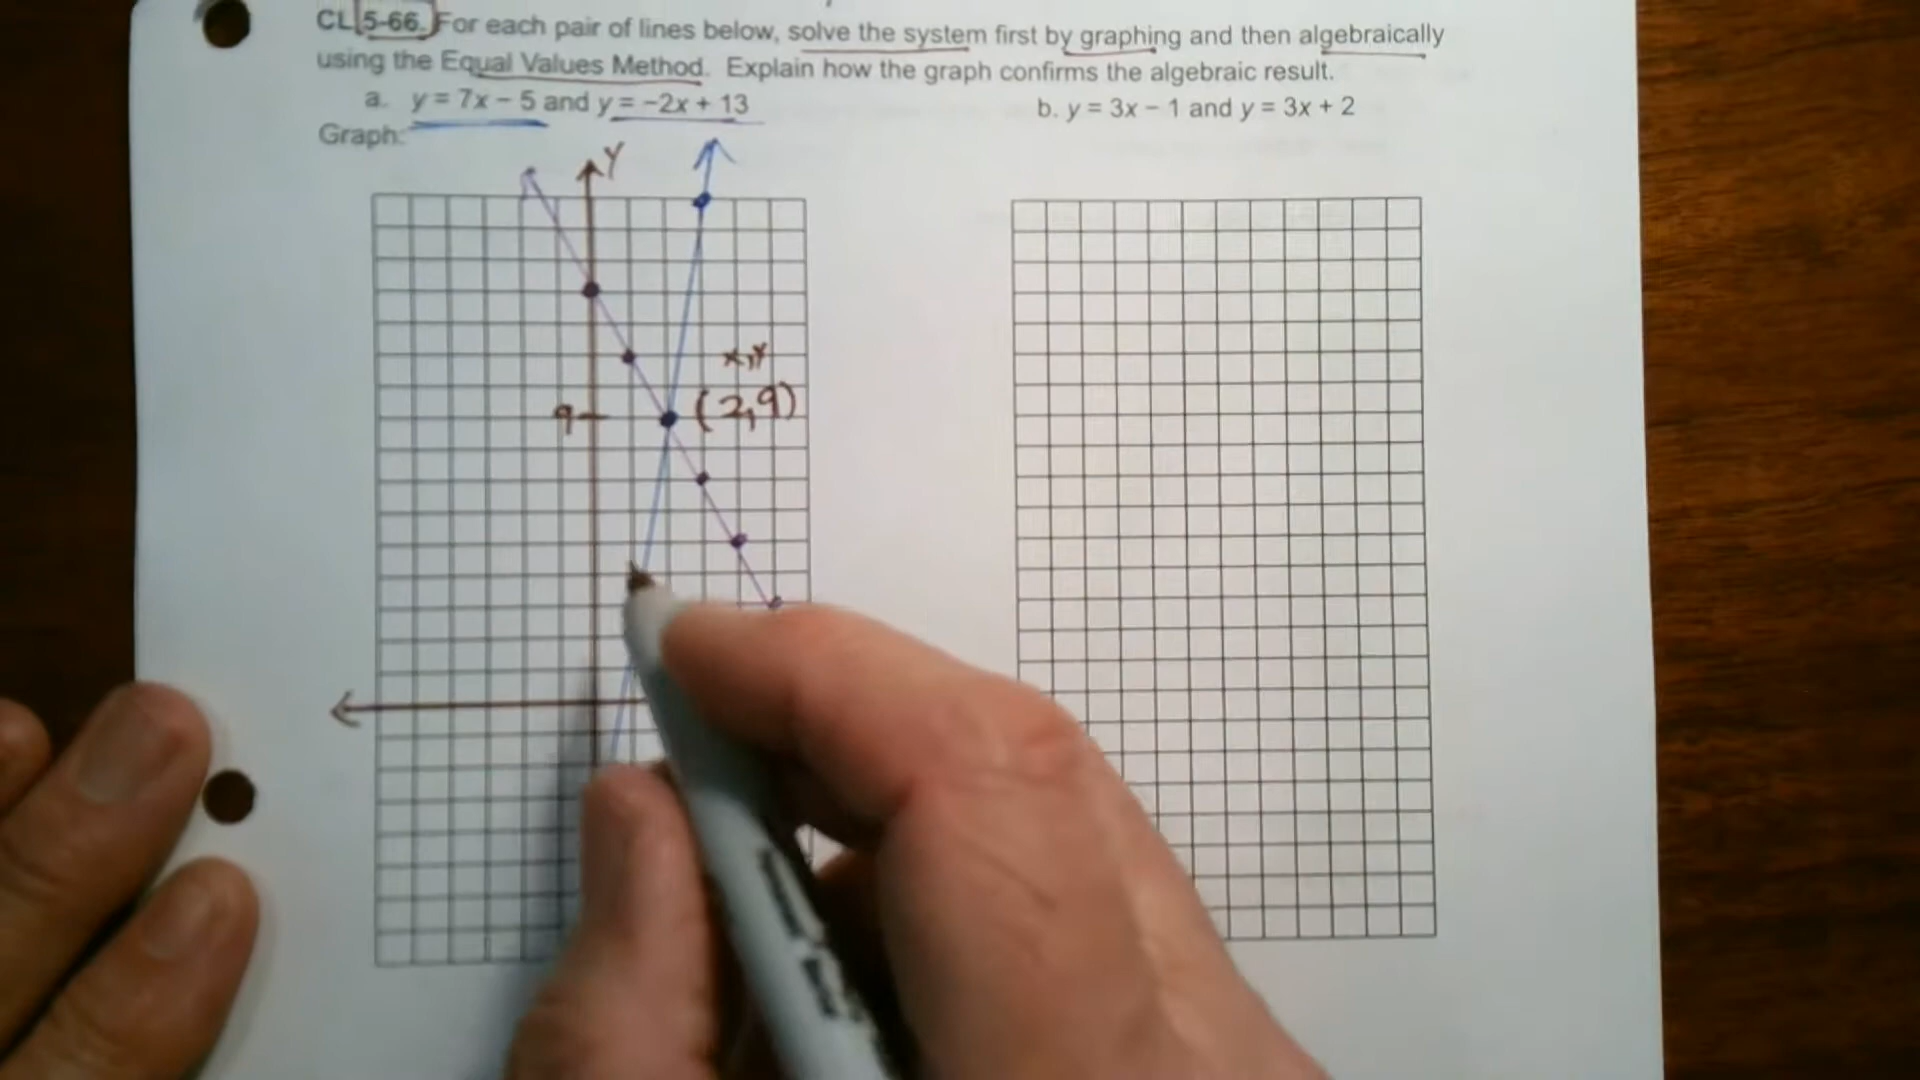 CL 5-66. For each pair of lines below, solve the system first by graphing and then algebraically
using the Equal Values Method. Explain how the graph confirms the algebraic result.
a. y = 7x – 5 and y = –2x + 13
b. y = 3x – 1 and y = 3x + 2
Graph:
Y
x,y
9
(2,9)